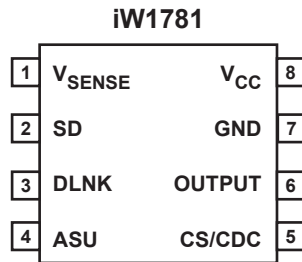 iW1781
1 VSENSE VCC 8
2 SD GND 7
3 DLNK OUTPUT 6
4 ASU CS/CDC 5